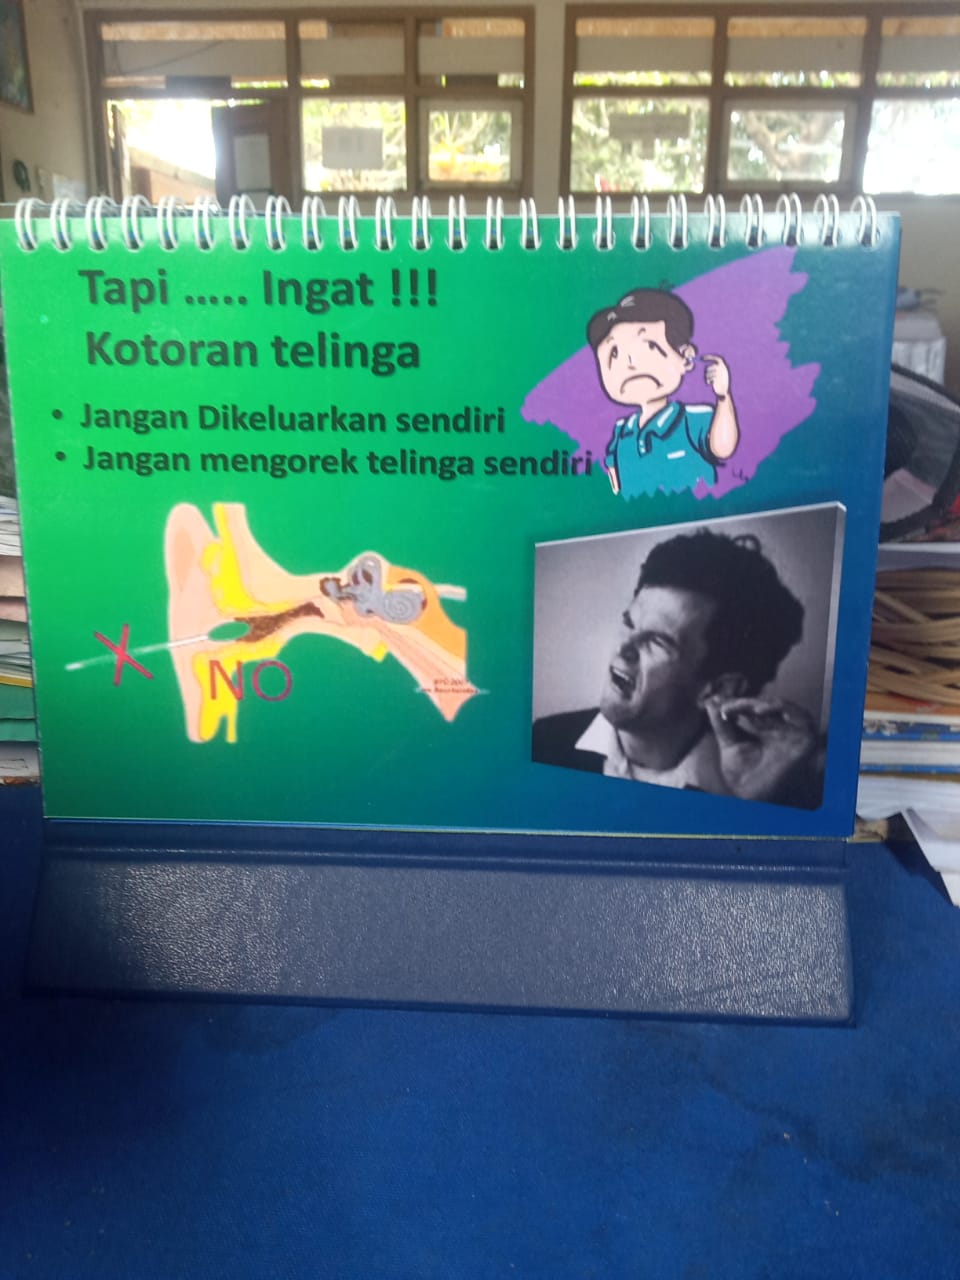 Tapi ..... Ingat !!!
Kotoran telinga
• Jangan Dikeluarkan sendiri
• Jangan mengorek telinga sendiri
X
NO